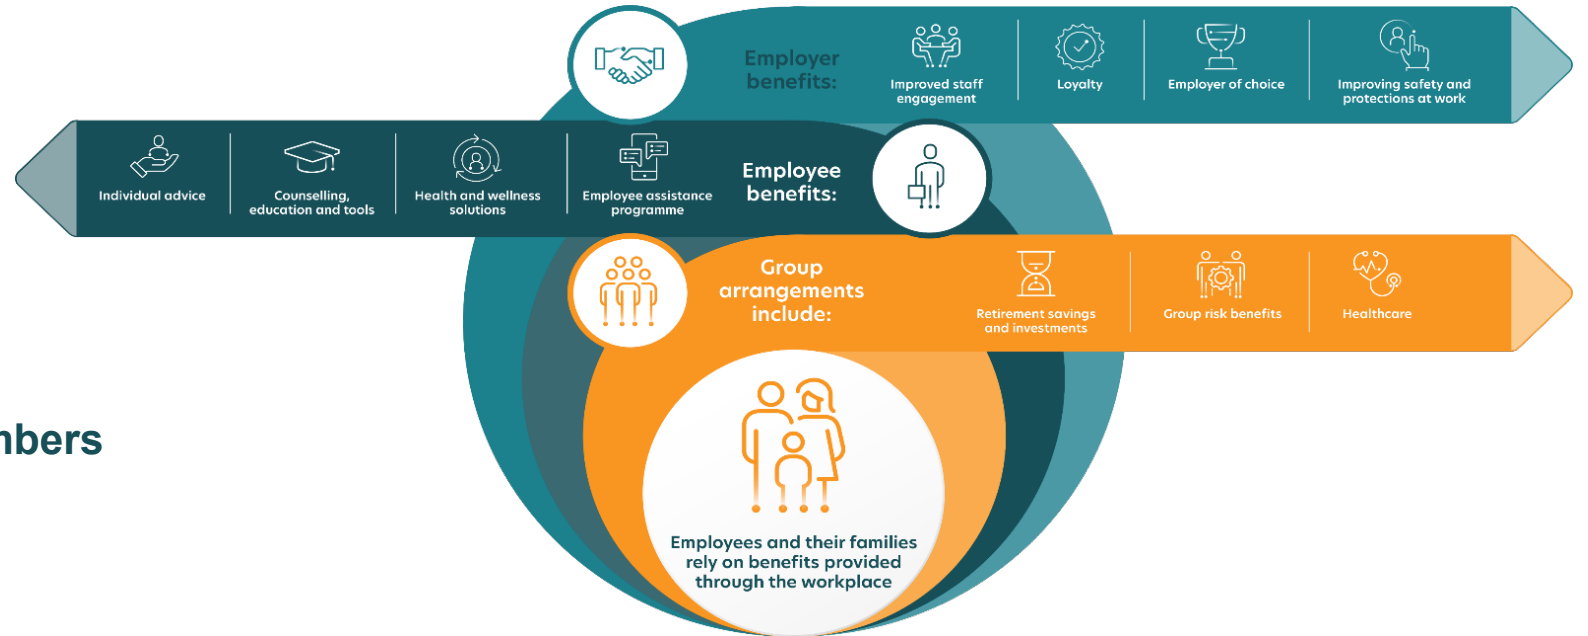 Employer
benefits:
Improved staff
engagement
Loyalty
Employer of choice
Improving safety and
protections at work
Individual advice
Counselling,
education and tools
Health and wellness
solutions
Employee assistance
programme
Employee
benefits:
Group
arrangements
include:
Retirement savings
and investments
Group risk benefits
Healthcare
mbers
Employees and their families
rely on benefits provided
through the workplace